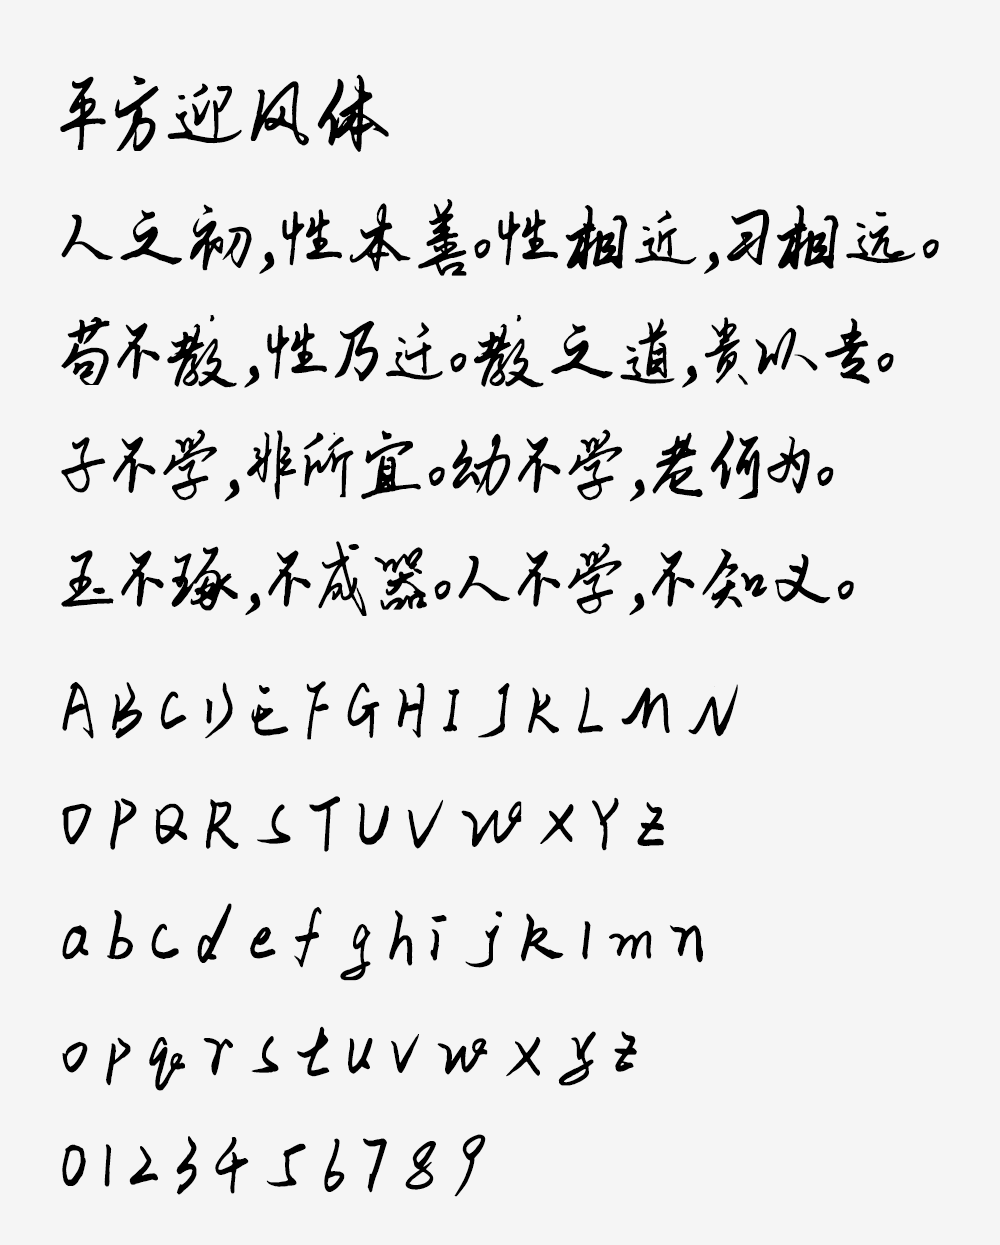 平方迎风体
人之初,性本善。性相近,习相远。
苟不教,性乃迁。教之道,贵以专。
子不学,非所宜。幼不学,老何为。
玉不琢,不成器。人不学,不知义。
A B C D E F G H I J K L M N
O P Q R S T U V W X Y Z
a b c d e f g h i j k l m n
o p q r s t u v w x y z
0 1 2 3 4 5 6 7 8 9